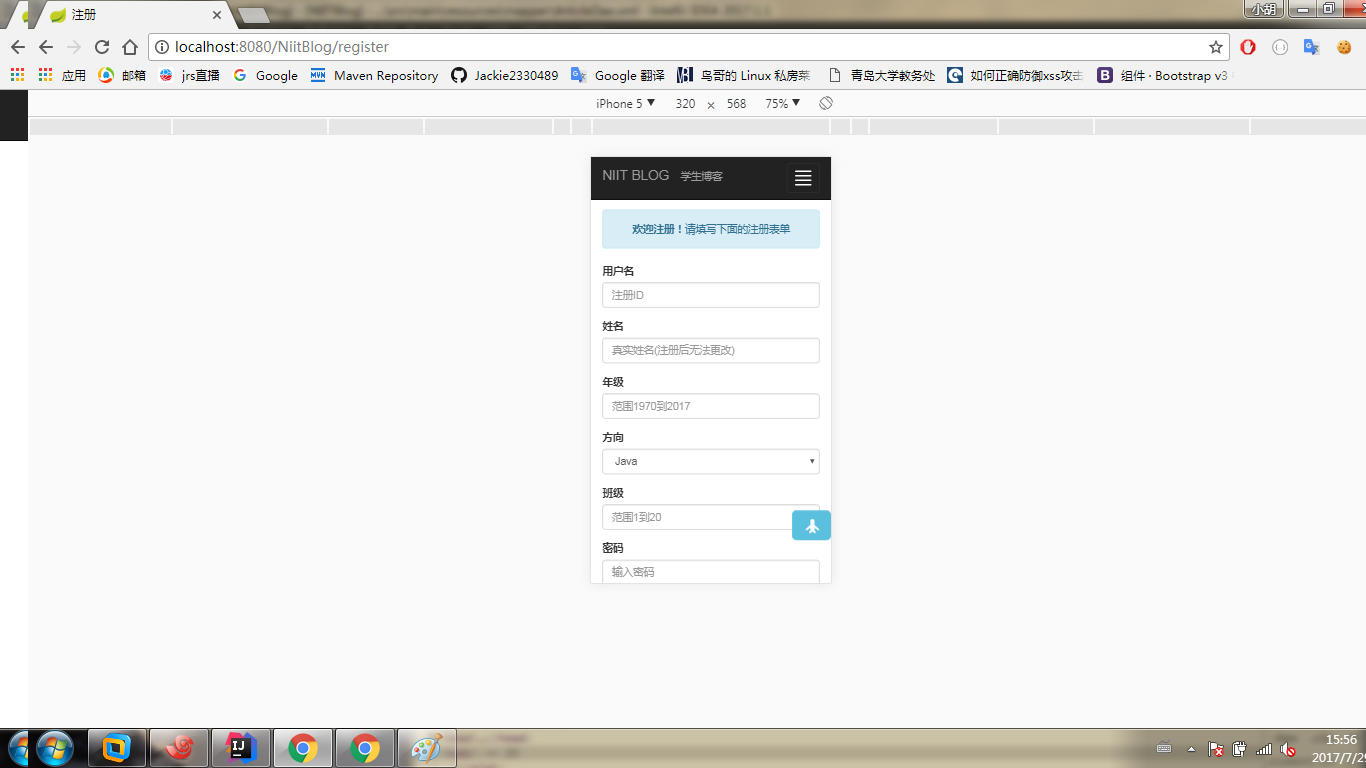 注册
小胡
localhost:8080/NiitBlog/register
应用 邮箱 jrs直播 Google Maven Repository Jackie2330489 Google 翻译 鸟哥的 Linux 私房菜 青岛大学教务处 如何正确防御xss攻击 组件 · Bootstrap v3
iPhone 5 320 × 568 75%
NIIT BLOG 学生博客
欢迎注册！请填写下面的注册表单
用户名
注册ID
姓名
真实姓名(注册后无法更改)
年级
范围1970到2017
方向
Java
班级
范围1到20
密码
输入密码
15:56